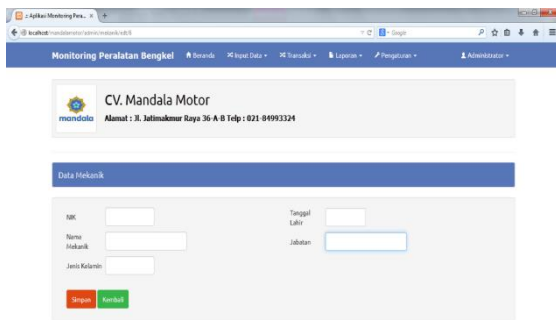 :: Aplikasi Monitoring Pera... × +
localhost/mandalamotor/admin/mekanik/edit/8
Google
Monitoring Peralatan Bengkel Beranda Input Data Transaksi Laporan Pengaturan Administrator
mandala
CV. Mandala Motor
Alamat : Jl. Jatimakmur Raya 36-A-B Telp : 021-84993324
Data Mekanik
NIK
Tanggal Lahir
Nama Mekanik
Jabatan
Jenis Kelamin
Simpan Kembali